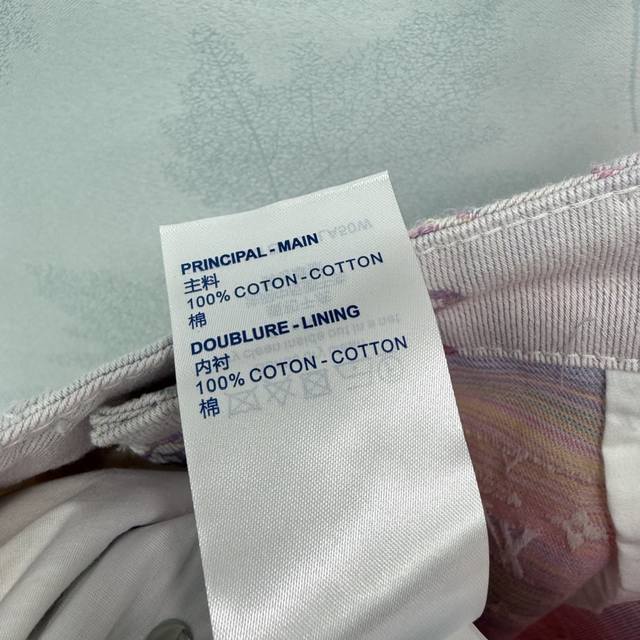 PRINCIPAL - MAIN
主料
100% COTON - COTTON
棉
DOUBLURE - LINING
内衬
100% COTON - COTTON
棉